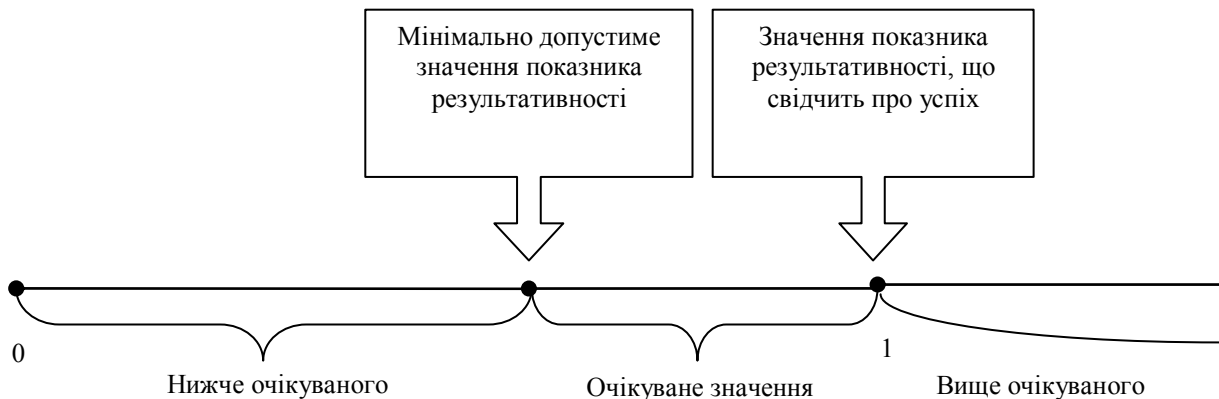 Мінімально допустиме
значення показника
результативності
Значення показника
результативності, що
свідчить про успіх
0
1
Нижче очікуваного
Очікуване значення
Вище очікуваного